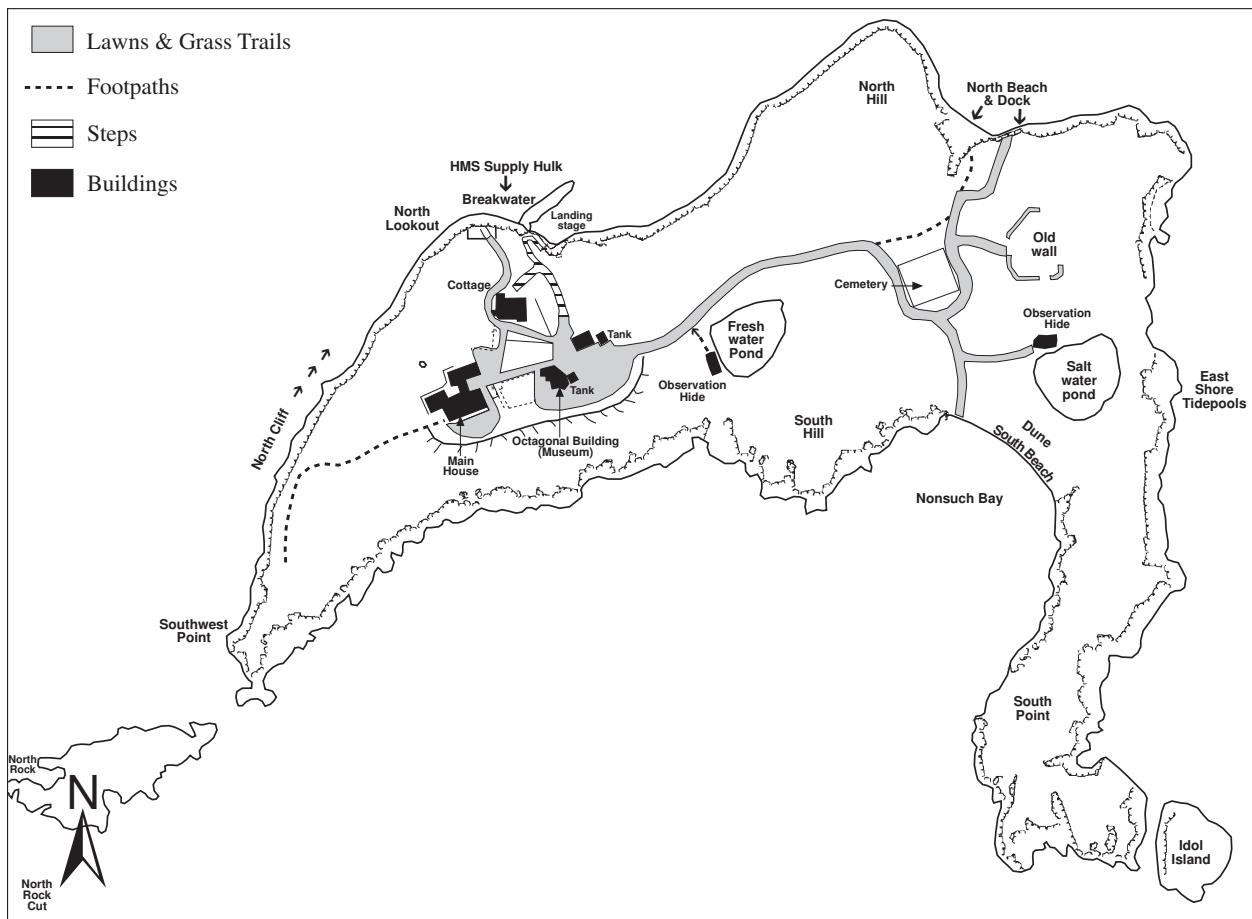 Lawns & Grass Trails
Footpaths
Steps
Buildings
North
Hill
North Beach
& Dock
HMS Supply Hulk
Breakwater
North
Lookout
Landing
stage
Old
wall
Cottage
Cemetery
Tank
Fresh
water
Pond
Observation
Hide
Observation
Hide
Salt
water
pond
East
Shore
Tidepools
Tank
North Cliff
South
Hill
Dune
South Beach
Octagonal Building
(Museum)
Main
House
Nonsuch Bay
Southwest
Point
South
Point
North
Rock
N
Idol
Island
North
Rock
Cut